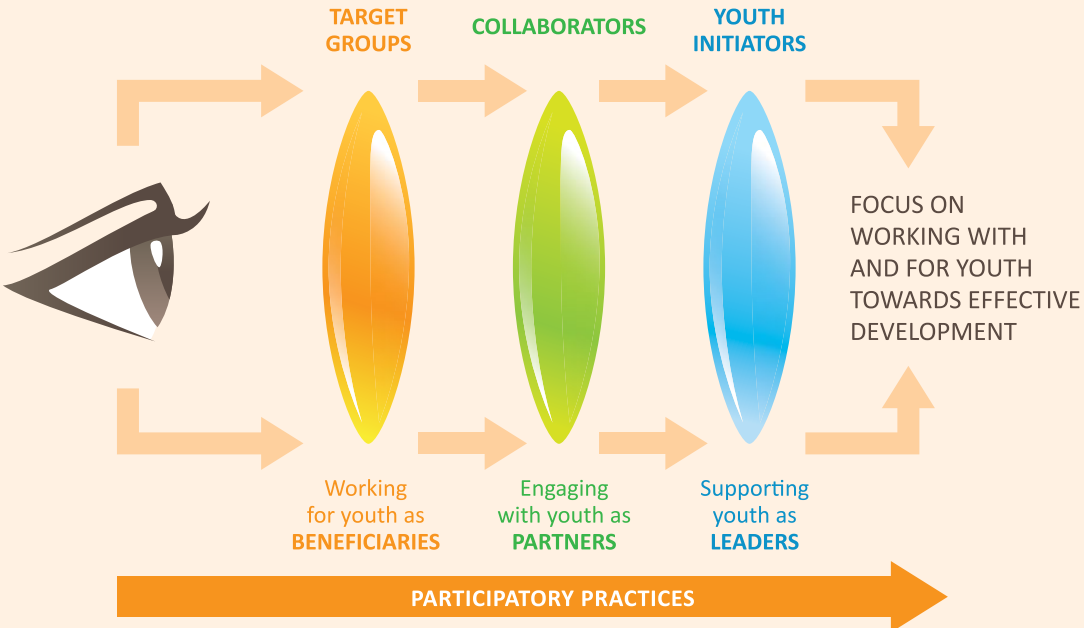 TARGET
GROUPS
COLLABORATORS
YOUTH
INITIATORS
FOCUS ON
WORKING WITH
AND FOR YOUTH
TOWARDS EFFECTIVE
DEVELOPMENT
Working
for youth as
BENEFICIARIES
Engaging
with youth as
PARTNERS
Supporting
youth as
LEADERS
PARTICIPATORY PRACTICES